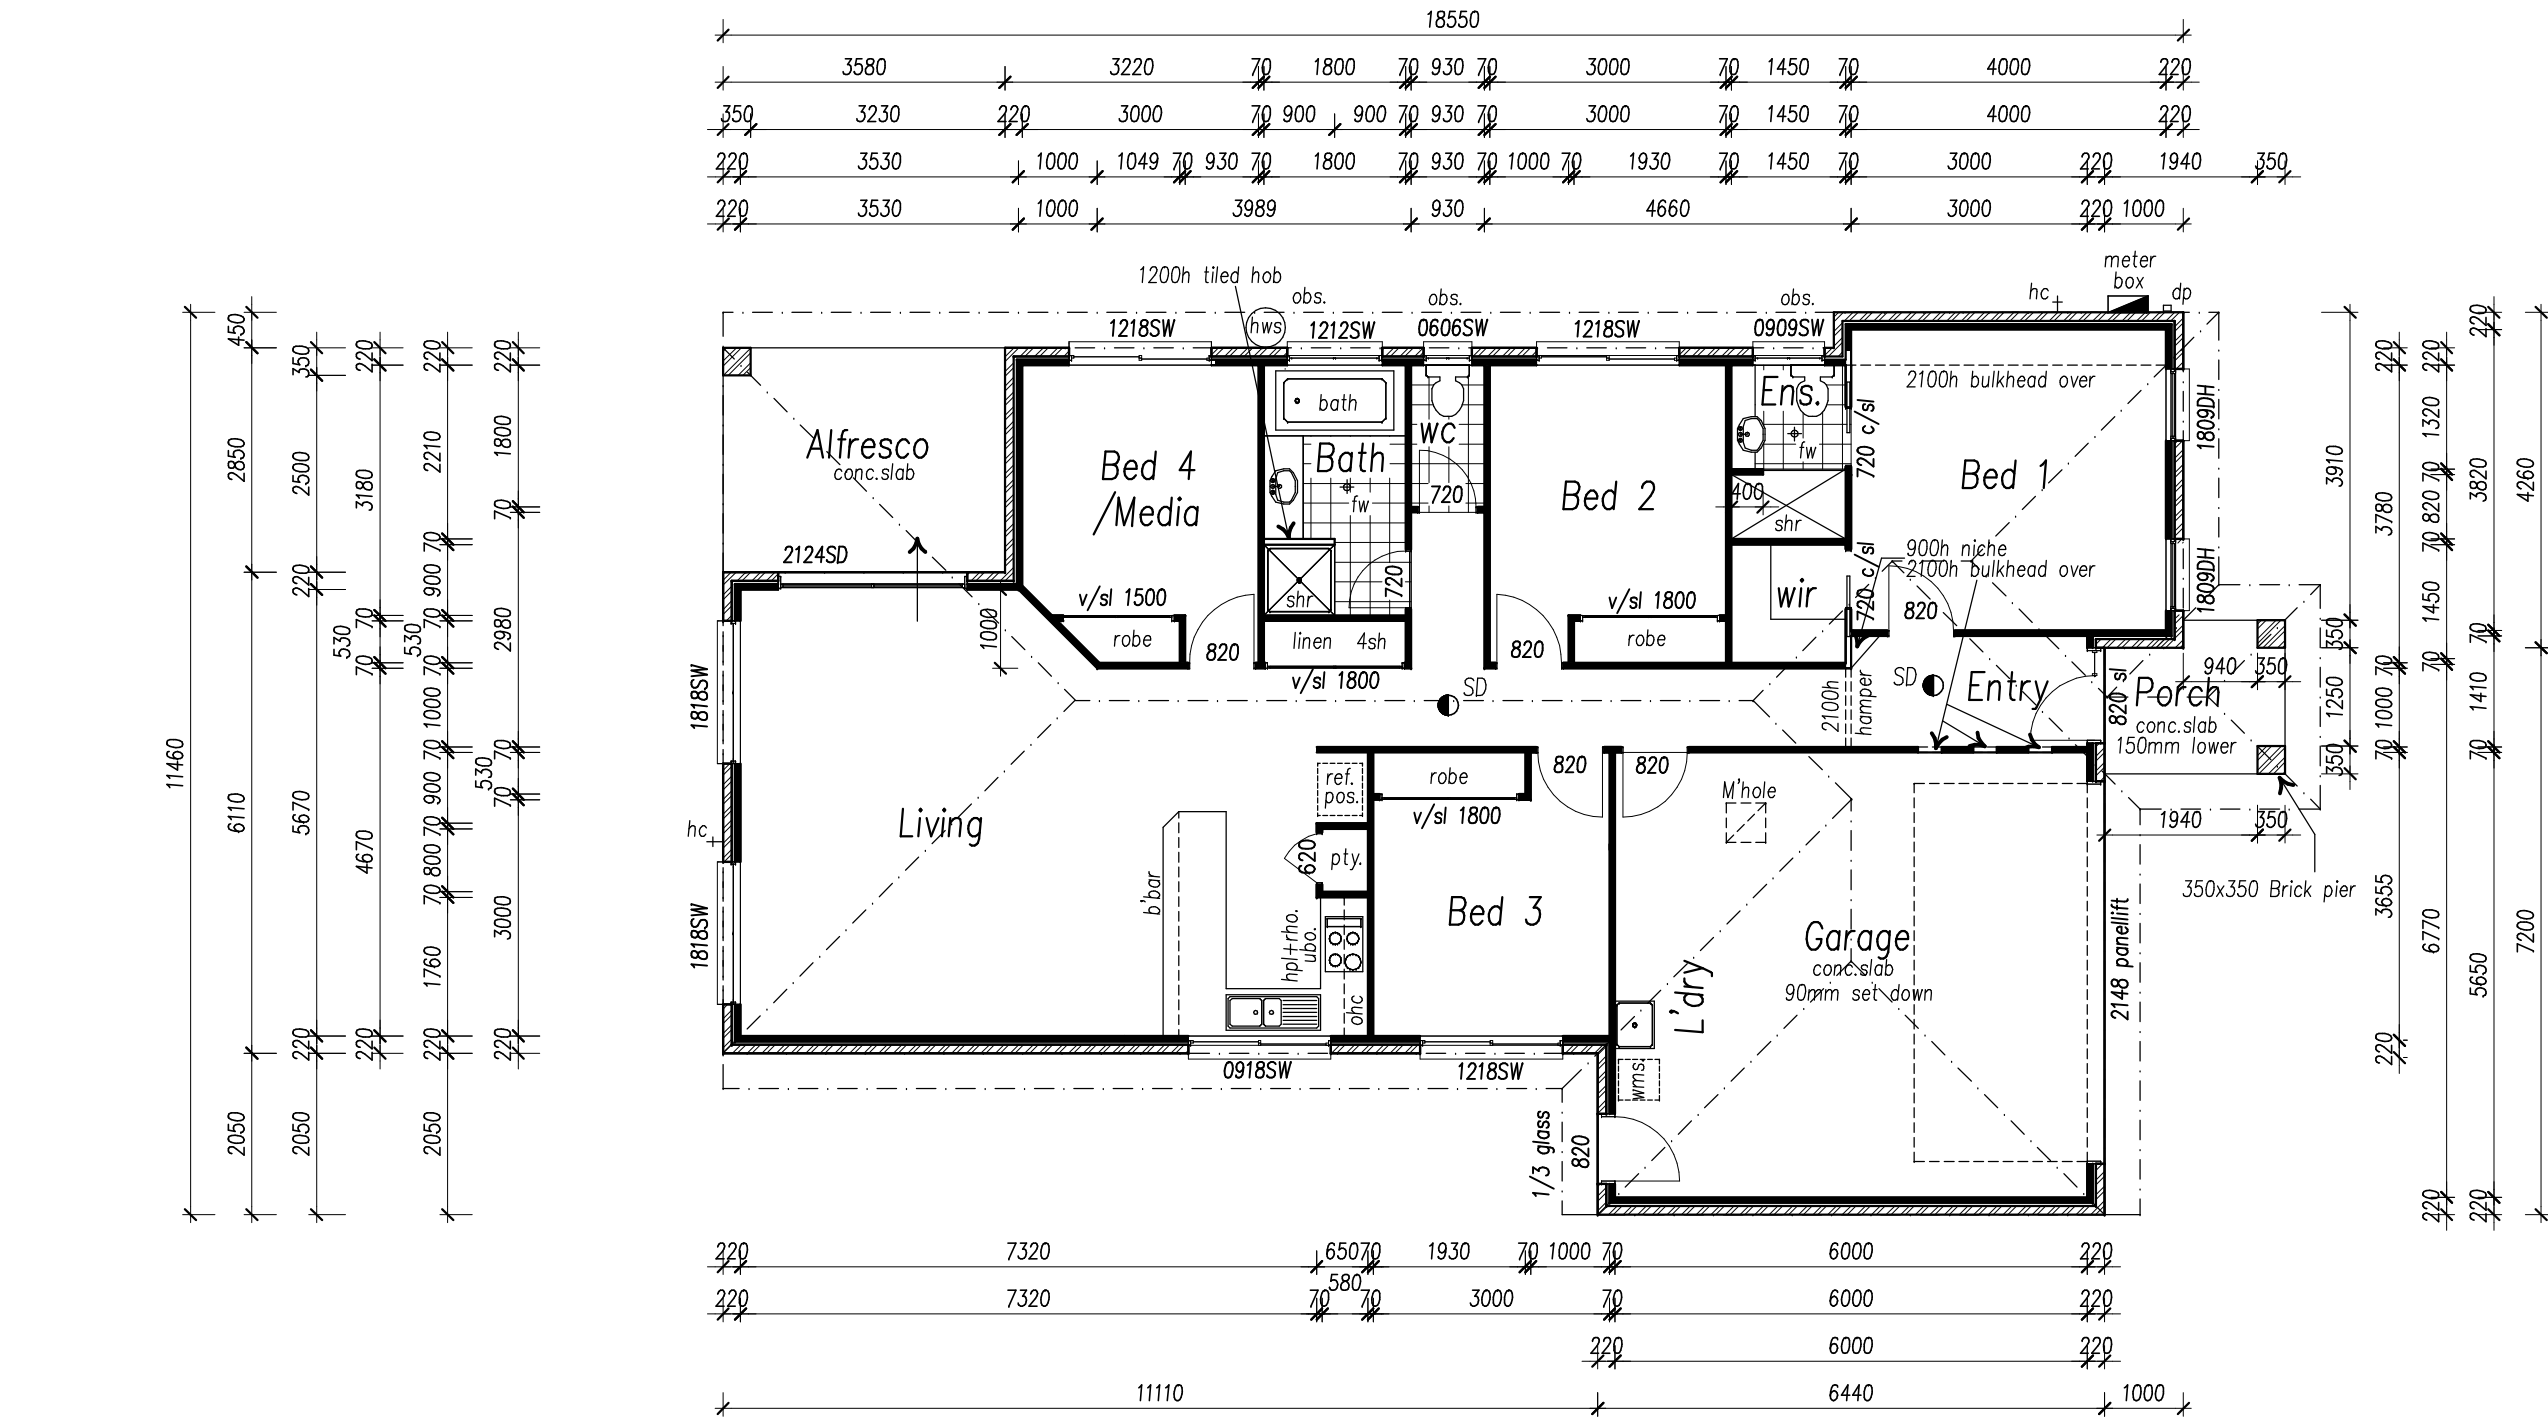 18550
3580 3220 70 1800 70 930 70 3000 70 1450 70 4000 220
350 3230 220 3000 70 900 900 70 930 70 3000 70 1450 70 4000 220
220 3530 1000 1049 70 930 70 1800 70 930 70 1000 70 1930 70 1450 70 3000 220 1940 350
220 3530 1000 3989 930 4660 3000 220 1000
1200h tiled hob
meter
box
obs.
obs.
obs.
hc
dp
hws
1218SW
1212SW
0606SW
1218SW
0909SW
Alfresco
conc.slab
2124SD
Bed 4
/Media
v/sl 1500
robe
820
1000
bath
Bath
fw
shr
720
linen 4sh
v/sl 1800
WC
720
Bed 2
v/sl 1800
robe
820
Ens.
fw
400
shr
wir
720 c/sl
720 c/sl
2100h bulkhead over
Bed 1
1809DH
1809DH
900h niche
2100h bulkhead over
820
SD
SD
2100h
hamper
Entry
820 sl
Porch
conc.slab
150mm lower
940 350
1940 350
350x350 Brick pier
1818SW
1818SW
hc
Living
b'bar
ref.
pos.
620
pty.
hpl+rho.
ubo.
ohc
0918SW
robe
v/sl 1800
820
Bed 3
1218SW
820
M'hole
L'dry
wms.
Garage
conc.slab
90mm set down
2148 panellift
1/3 glass
820
11460
450 2850 6110 2050
350 2500 220 5670 220 2050
220 3180 70 530 70 4670 220
220 2210 70 900 70 530 70 1000 70 900 70 800 70 1760 220 2050
220 1800 70 2980 70 530 70 3000 220
3910 350 1250 350
220 3780 70 1000 70 3655 220
220 1320 70 820 70 1450 70 6770 220
220 3820 70 1410 70 5650 220
4260 7200
220 7320 650 70 1930 70 1000 70 6000 220
220 7320 70 580 70 3000 70 6000 220
220 6000 220
11110 6440 1000